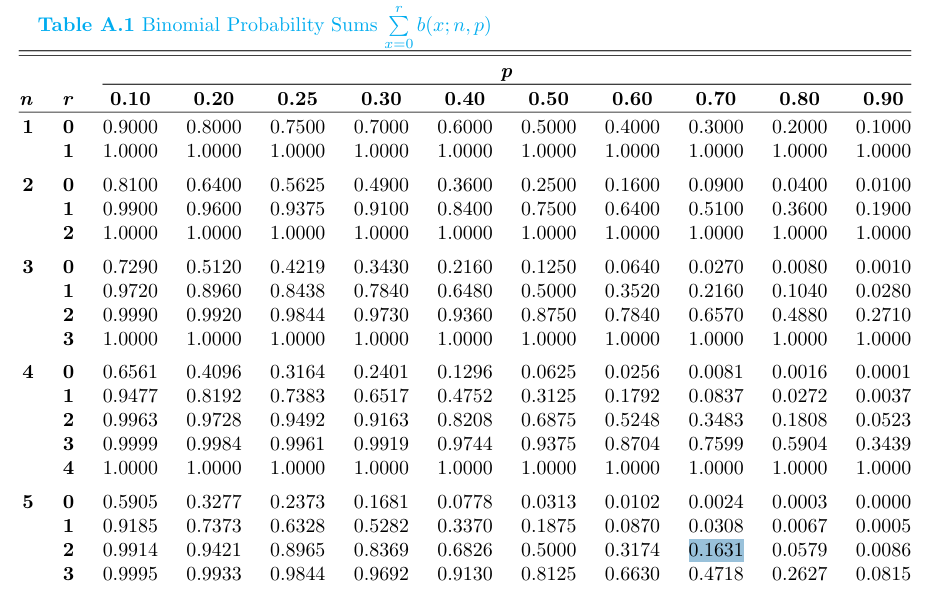 Table A.1 Binomial Probability Sums r∑x=0 b(x; n, p)
p
n r 0.10 0.20 0.25 0.30 0.40 0.50 0.60 0.70 0.80 0.90
1 0 0.9000 0.8000 0.7500 0.7000 0.6000 0.5000 0.4000 0.3000 0.2000 0.1000
1 1.0000 1.0000 1.0000 1.0000 1.0000 1.0000 1.0000 1.0000 1.0000 1.0000
2 0 0.8100 0.6400 0.5625 0.4900 0.3600 0.2500 0.1600 0.0900 0.0400 0.0100
1 0.9900 0.9600 0.9375 0.9100 0.8400 0.7500 0.6400 0.5100 0.3600 0.1900
2 1.0000 1.0000 1.0000 1.0000 1.0000 1.0000 1.0000 1.0000 1.0000 1.0000
3 0 0.7290 0.5120 0.4219 0.3430 0.2160 0.1250 0.0640 0.0270 0.0080 0.0010
1 0.9720 0.8960 0.8438 0.7840 0.6480 0.5000 0.3520 0.2160 0.1040 0.0280
2 0.9990 0.9920 0.9844 0.9730 0.9360 0.8750 0.7840 0.6570 0.4880 0.2710
3 1.0000 1.0000 1.0000 1.0000 1.0000 1.0000 1.0000 1.0000 1.0000 1.0000
4 0 0.6561 0.4096 0.3164 0.2401 0.1296 0.0625 0.0256 0.0081 0.0016 0.0001
1 0.9477 0.8192 0.7383 0.6517 0.4752 0.3125 0.1792 0.0837 0.0272 0.0037
2 0.9963 0.9728 0.9492 0.9163 0.8208 0.6875 0.5248 0.3483 0.1808 0.0523
3 0.9999 0.9984 0.9961 0.9919 0.9744 0.9375 0.8704 0.7599 0.5904 0.3439
4 1.0000 1.0000 1.0000 1.0000 1.0000 1.0000 1.0000 1.0000 1.0000 1.0000
5 0 0.5905 0.3277 0.2373 0.1681 0.0778 0.0313 0.0102 0.0024 0.0003 0.0000
1 0.9185 0.7373 0.6328 0.5282 0.3370 0.1875 0.0870 0.0308 0.0067 0.0005
2 0.9914 0.9421 0.8965 0.8369 0.6826 0.5000 0.3174 0.1631 0.0579 0.0086
3 0.9995 0.9933 0.9844 0.9692 0.9130 0.8125 0.6630 0.4718 0.2627 0.0815